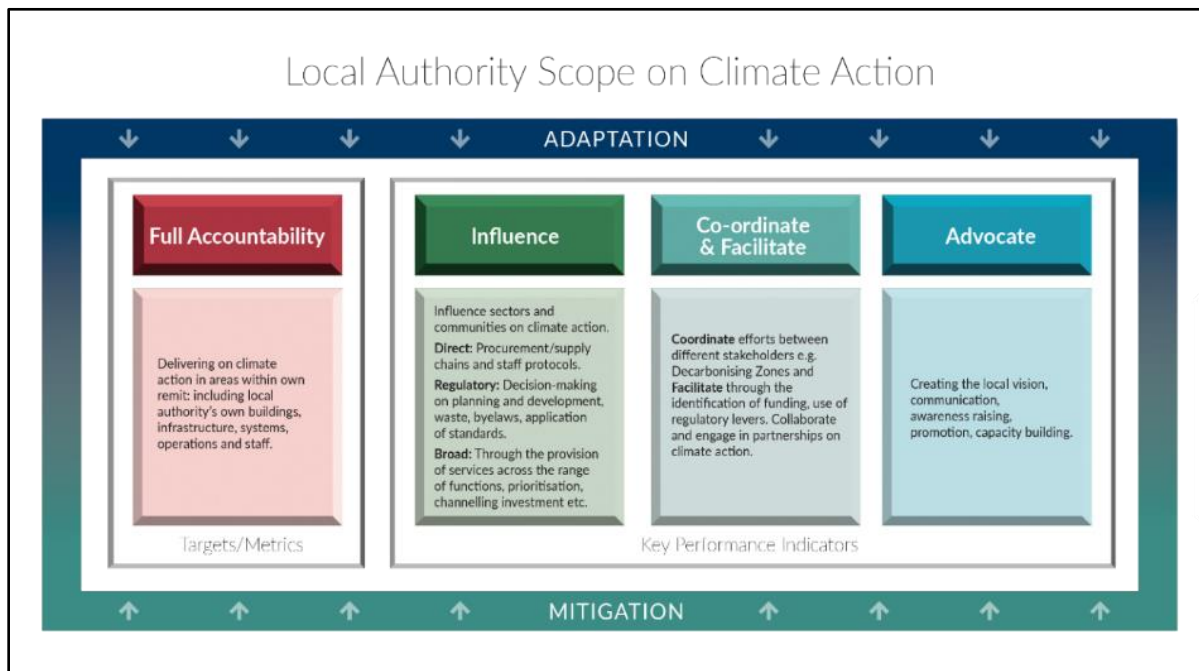 Local Authority Scope on Climate Action
ADAPTATION
Full Accountability
Delivering on climate
action in areas within own
remit: including local
authority's own buildings,
infrastructure, systems,
operations and staff.
Targets/Metrics
Influence
Influence sectors and
communities on climate action.
Direct: Procurement/supply
chains and staff protocols.
Regulatory: Decision-making
on planning and development,
waste, byelaws, application
of standards.
Broad: Through the provision
of services across the range
of functions, prioritisation,
channelling investment etc.
Co-ordinate
& Facilitate
Coordinate efforts between
different stakeholders e.g.
Decarbonising Zones and
Facilitate through the
identification of funding, use of
regulatory levers. Collaborate
and engage in partnerships on
climate action.
Advocate
Creating the local vision,
communication,
awareness raising,
promotion, capacity building.
Key Performance Indicators
MITIGATION